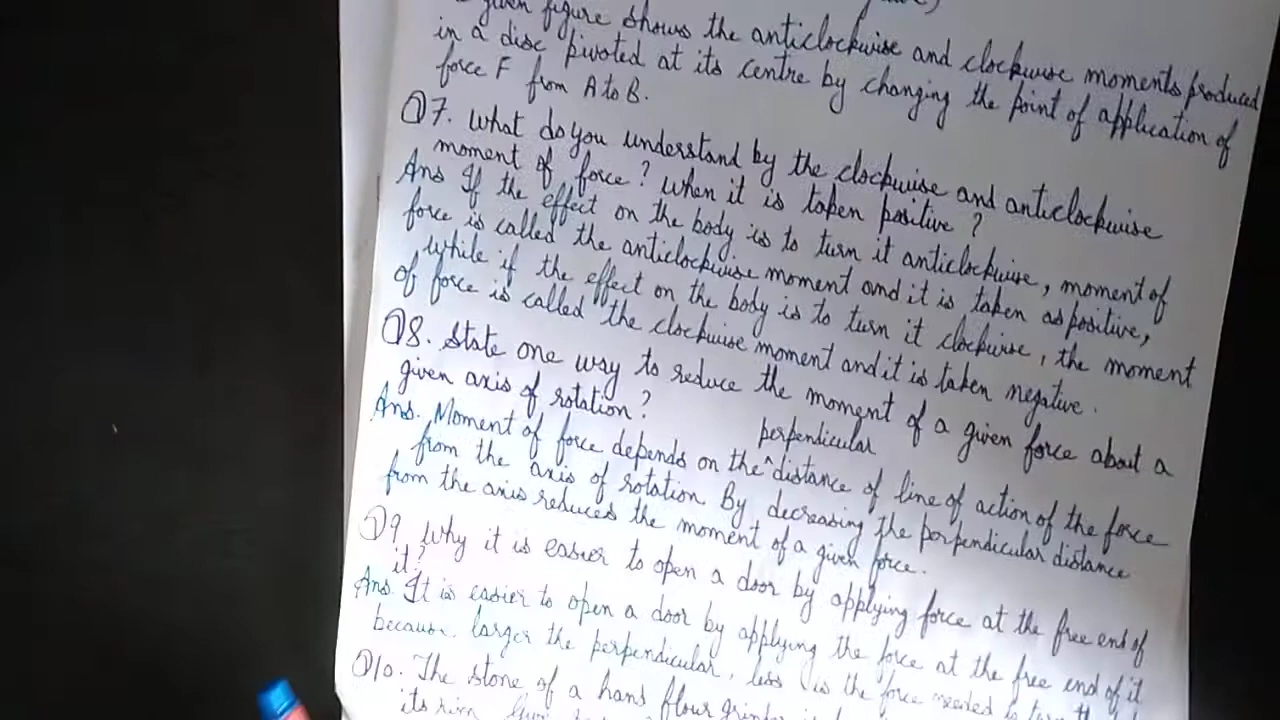 given figure shows the anticlockwise and clockwise moments produced
in a disc pivoted at its centre by changing the point of application of
force F from A to B.
Q7. What do you understand by the clockwise and anticlockwise
moment of force? When it is taken positive?
Ans If the effect on the body is to turn it anticlockwise, moment of
force is called the anticlockwise moment and it is taken as positive,
while if the effect on the body is to turn it clockwise, the moment
of force is called the clockwise moment and it is taken negative.
Q8. State one way to reduce the moment of a given force about a
given axis of rotation?
perpendicular
Ans. Moment of force depends on the ^ distance of line of action of the force
from the axis of rotation By decreasing the perpendicular distance
from the axis reduces the moment of a given force.
Q9 Why it is easier to open a door by applying force at the free end of
it?
Ans. It is easier to open a door by applying the force at the free end of it
because larger the perpendicular, less is the force needed to turn
Q10. The stone of a hand flour grinder is
its rim